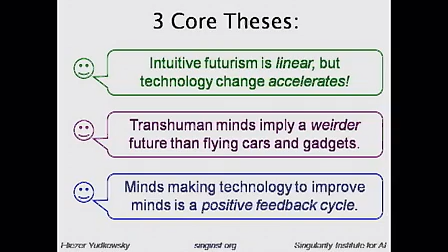 3 Core Theses:
Intuitive futurism is linear, but
technology change accelerates!
Transhuman minds imply a weirder
future than flying cars and gadgets.
Minds making technology to improve
minds is a positive feedback cycle.
Eliezer Yudkowsky
singinst.org
Singularity Institute for AI